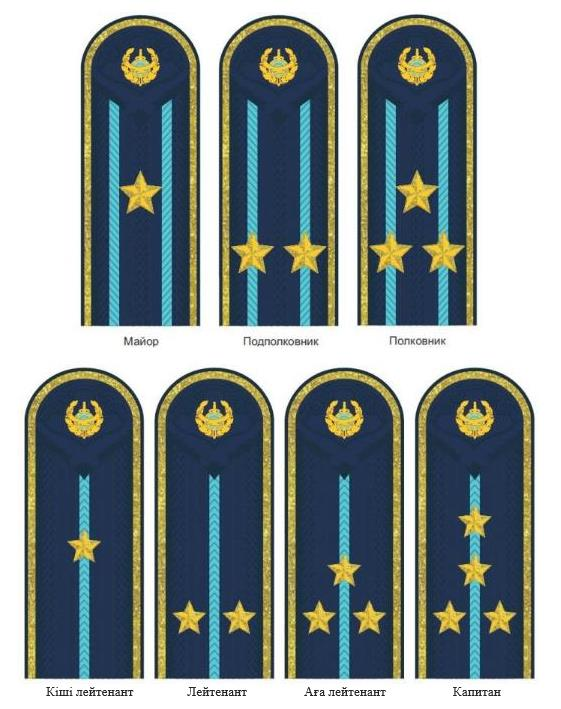 Майор Подполковник Полковник
Кіші лейтенант Лейтенант Аға лейтенант Капитан